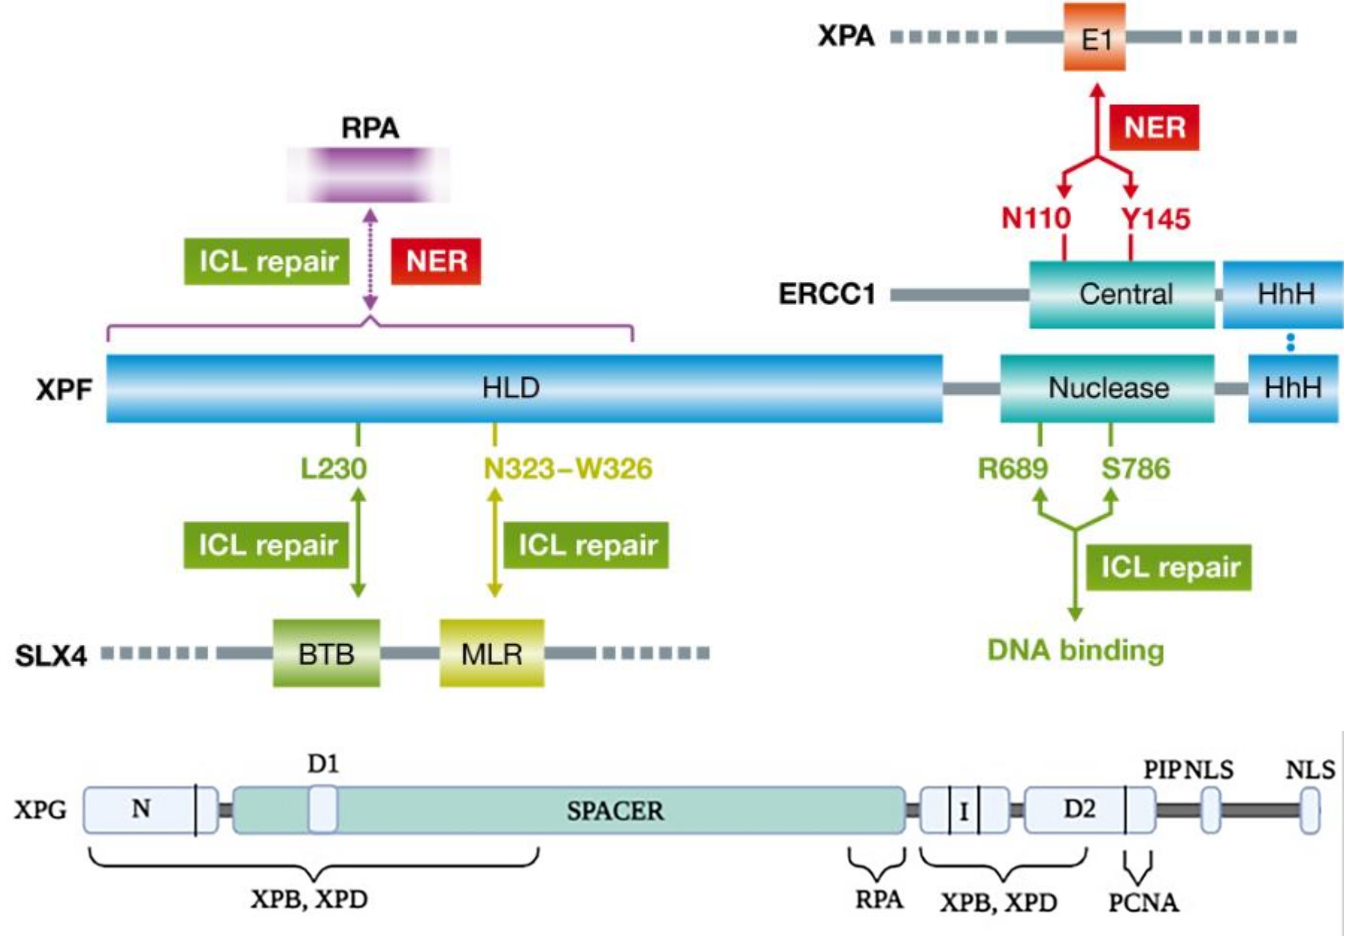 XPA
E1
NER
RPA
N110 Y145
ICL repair
NER
ERCC1
Central
HhH
XPF
HLD
Nuclease
HhH
L230
N323–W326
R689
S786
ICL repair
ICL repair
ICL repair
SLX4
BTB
MLR
DNA binding
D1
PIP NLS
NLS
XPG
N
SPACER
I
D2
XPB, XPD
RPA
XPB, XPD
PCNA